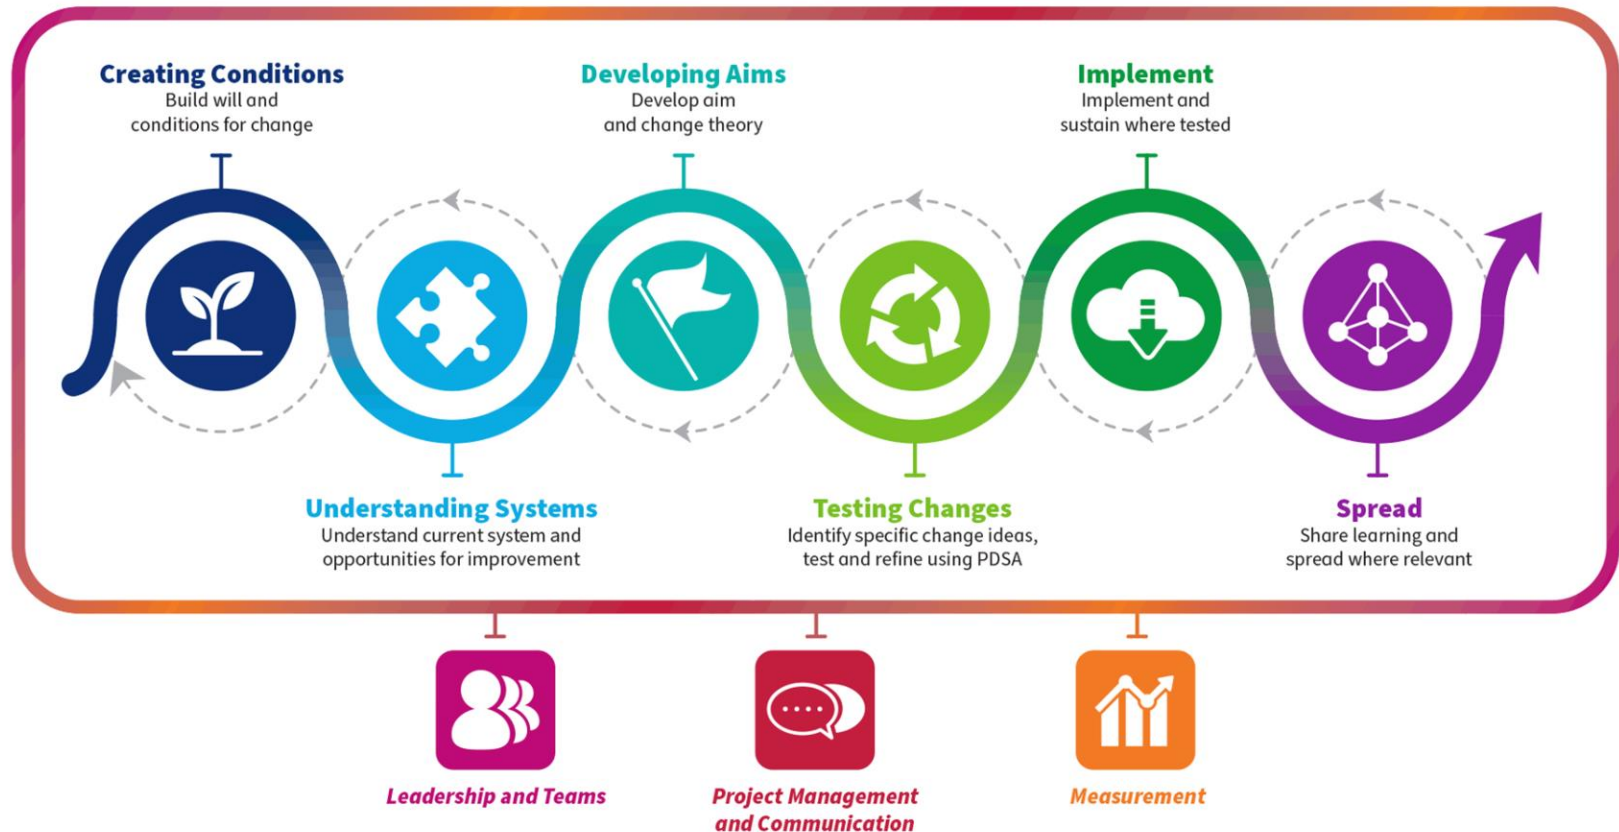 Creating Conditions
Build will and
conditions for change
Developing Aims
Develop aim
and change theory
Implement
Implement and
sustain where tested
Understanding Systems
Understand current system and
opportunities for improvement
Testing Changes
Identify specific change ideas,
test and refine using PDSA
Spread
Share learning and
spread where relevant
Leadership and Teams
Project Management
and Communication
Measurement